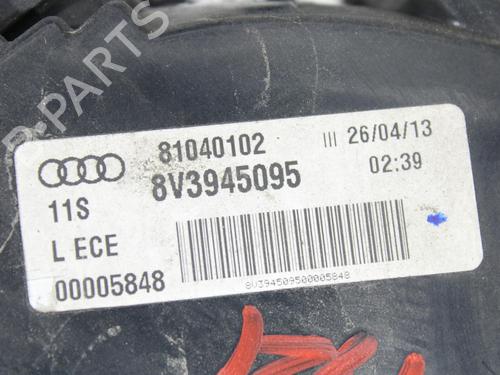 81040102
III 26/04/13
8V3945095
02:39
11S
L ECE
00005848
8V394509500005848
B-PARTS